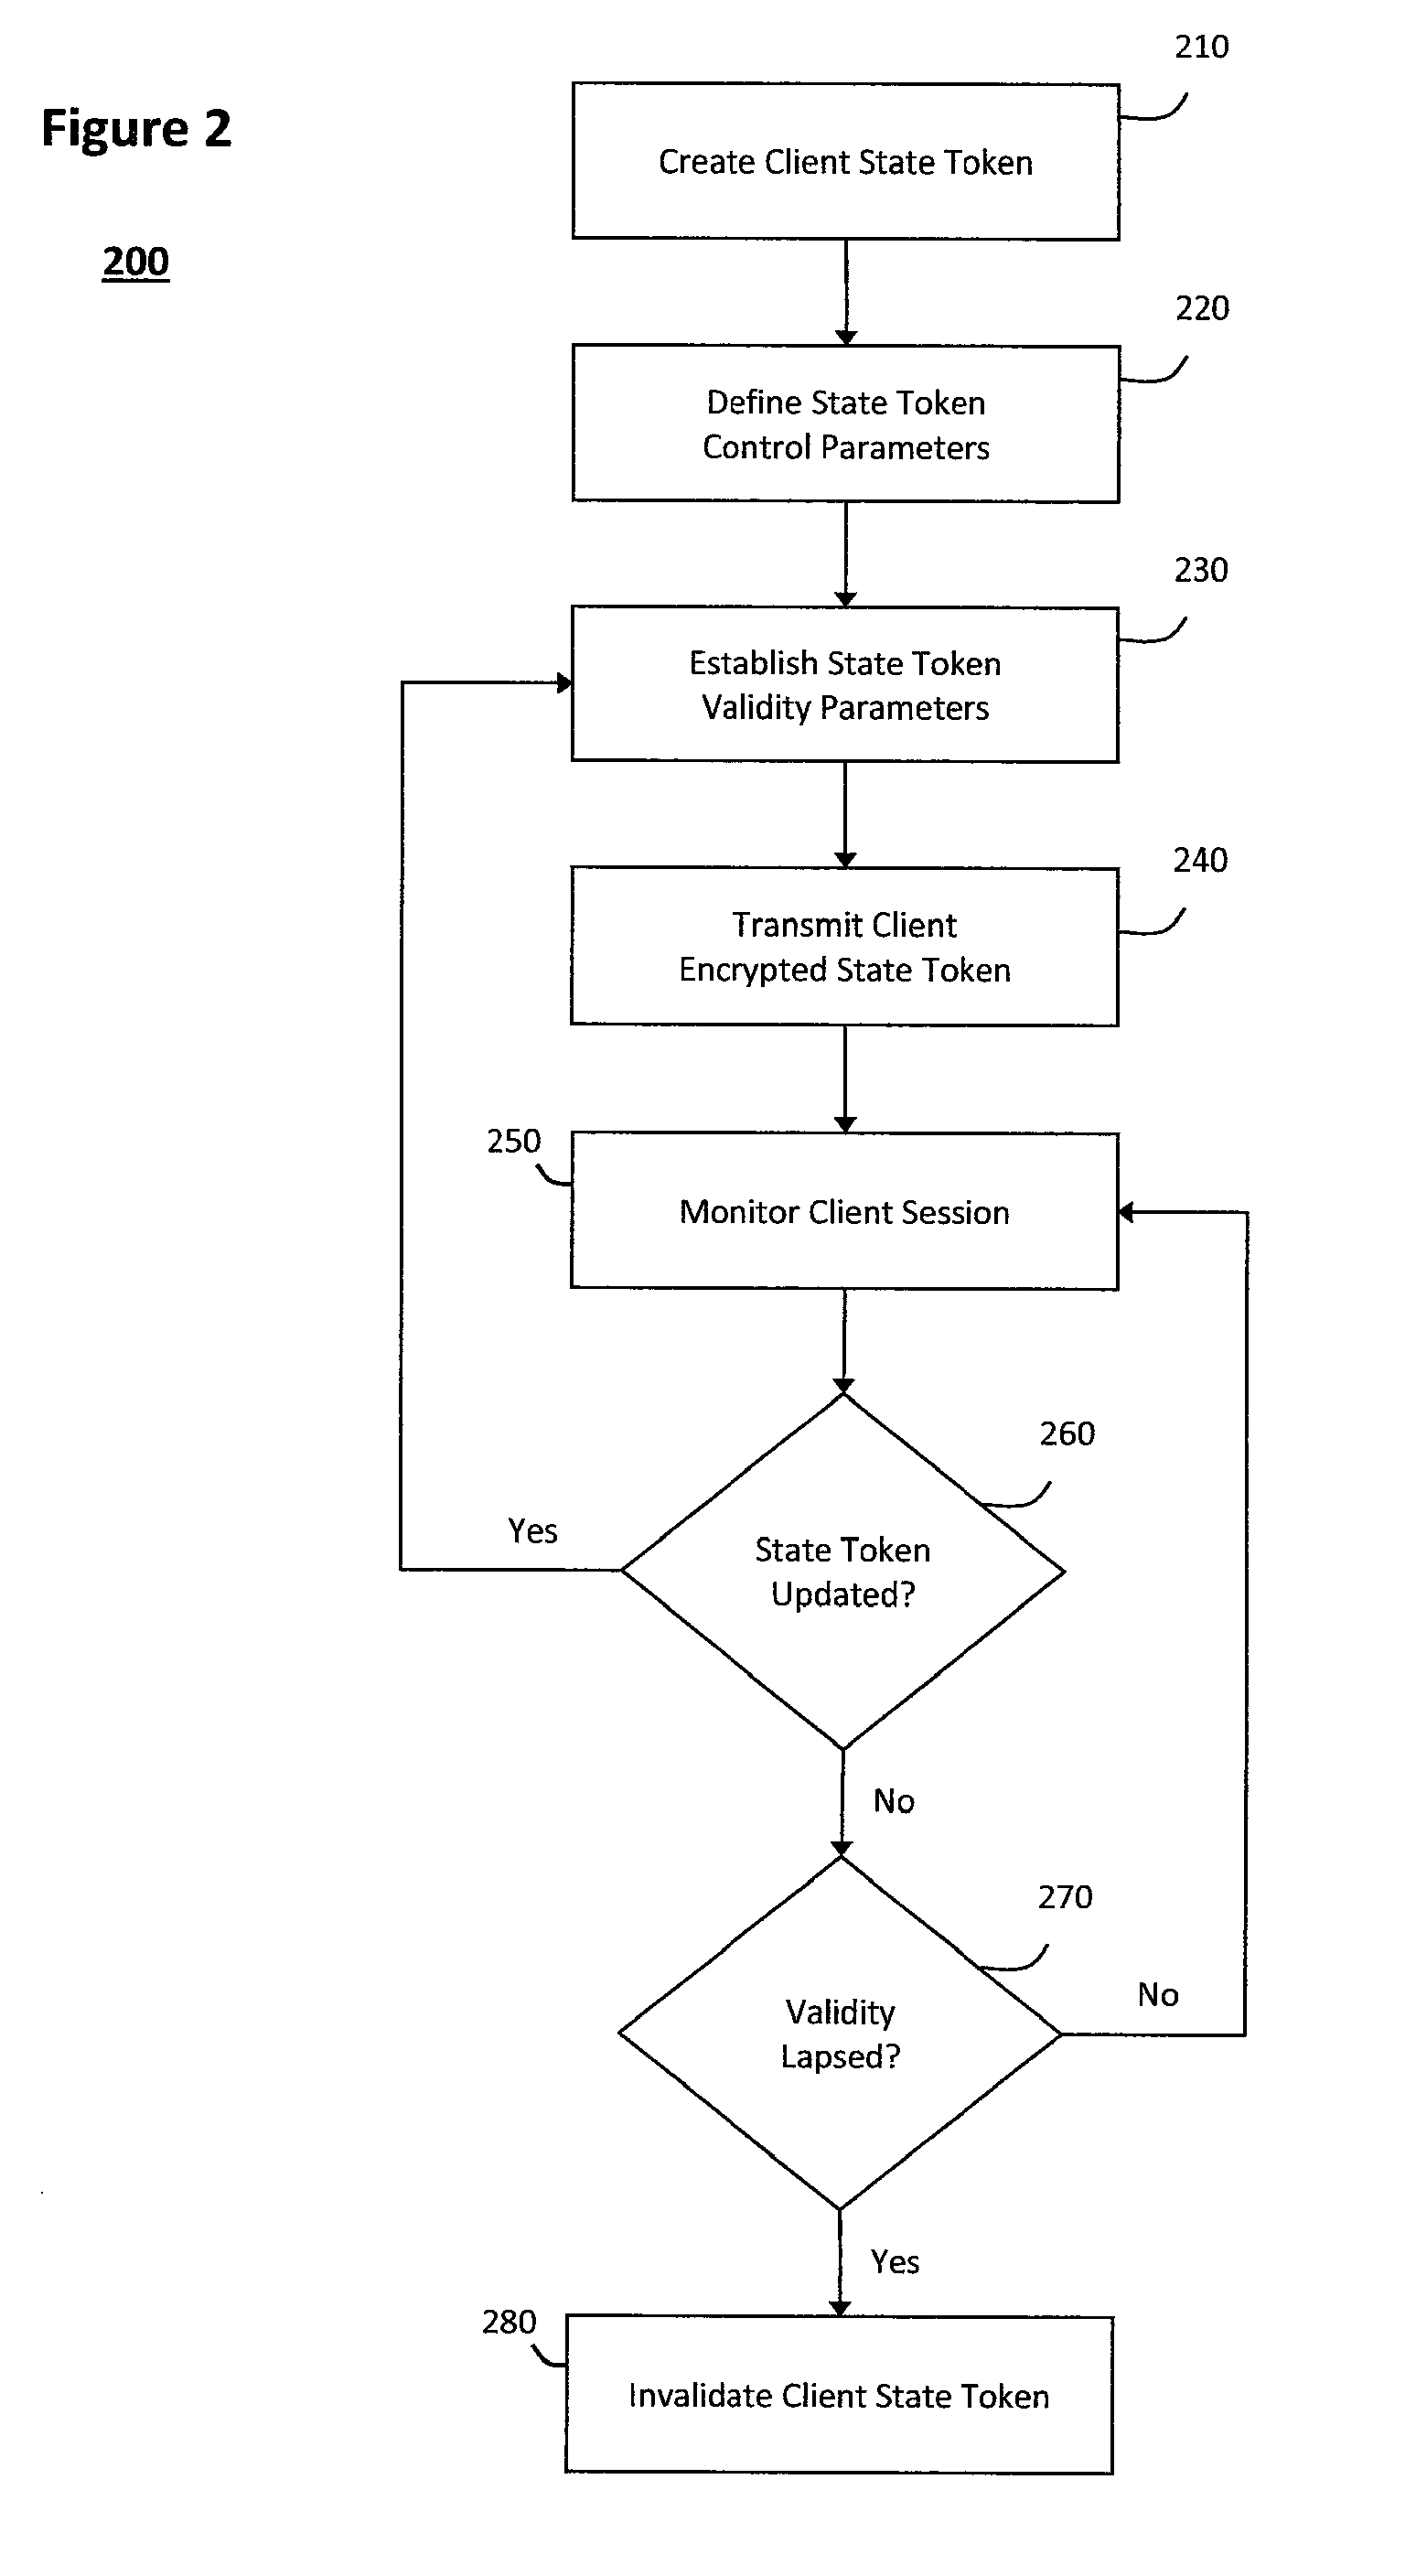 Figure 2
200
210
Create Client State Token
220
Define State Token
Control Parameters
230
Establish State Token
Validity Parameters
240
Transmit Client
Encrypted State Token
250
Monitor Client Session
260
State Token
Updated?
Yes
No
270
Validity
Lapsed?
No
Yes
280
Invalidate Client State Token